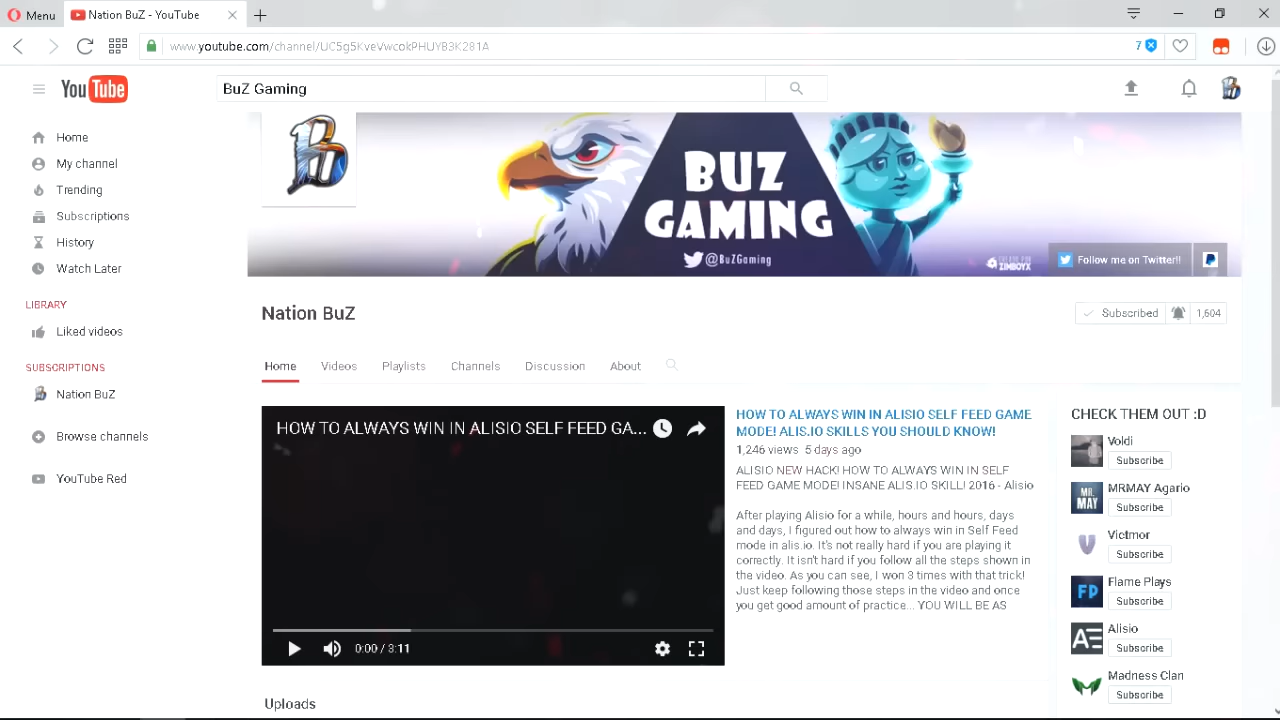 Menu
Nation BuZ - YouTube
www.youtube.com/channel/UC5g5KveVwcokPHUY83K281A
7
YouTube
BuZ Gaming
Home
My channel
Trending
Subscriptions
History
Watch Later
LIBRARY
Liked videos
SUBSCRIPTIONS
Nation BuZ
Browse channels
YouTube Red
B
BUZ
GAMING
@BuZGaming
ZIMBOYX
Follow me on Twitter!!
Nation BuZ
Subscribed
1,604
Home
Videos
Playlists
Channels
Discussion
About
HOW TO ALWAYS WIN IN ALISIO SELF FEED GA...
0:00 / 3:11
HOW TO ALWAYS WIN IN ALISIO SELF FEED GAME
MODE! ALIS.IO SKILLS YOU SHOULD KNOW!
1,246 views 5 days ago
ALISIO NEW HACK! HOW TO ALWAYS WIN IN SELF
FEED GAME MODE! INSANE ALIS.IO SKILL! 2016 - Alisio
After playing Alisio for a while, hours and hours, days
and days, I figured out how to always win in Self Feed
mode in alis.io. It's not really hard if you are playing it
correctly. It isn't hard if you follow all the steps shown in
the video. As you can see, I won 3 times with that trick!
Just keep following those steps in the video and once
you get good amount of practice... YOU WILL BE AS
CHECK THEM OUT :D
Voldi
Subscribe
MR.
MAY
MRMAY Agario
Subscribe
Victmor
Subscribe
FP
Flame Plays
Subscribe
AE
Alisio
Subscribe
Madness Clan
Subscribe
Uploads